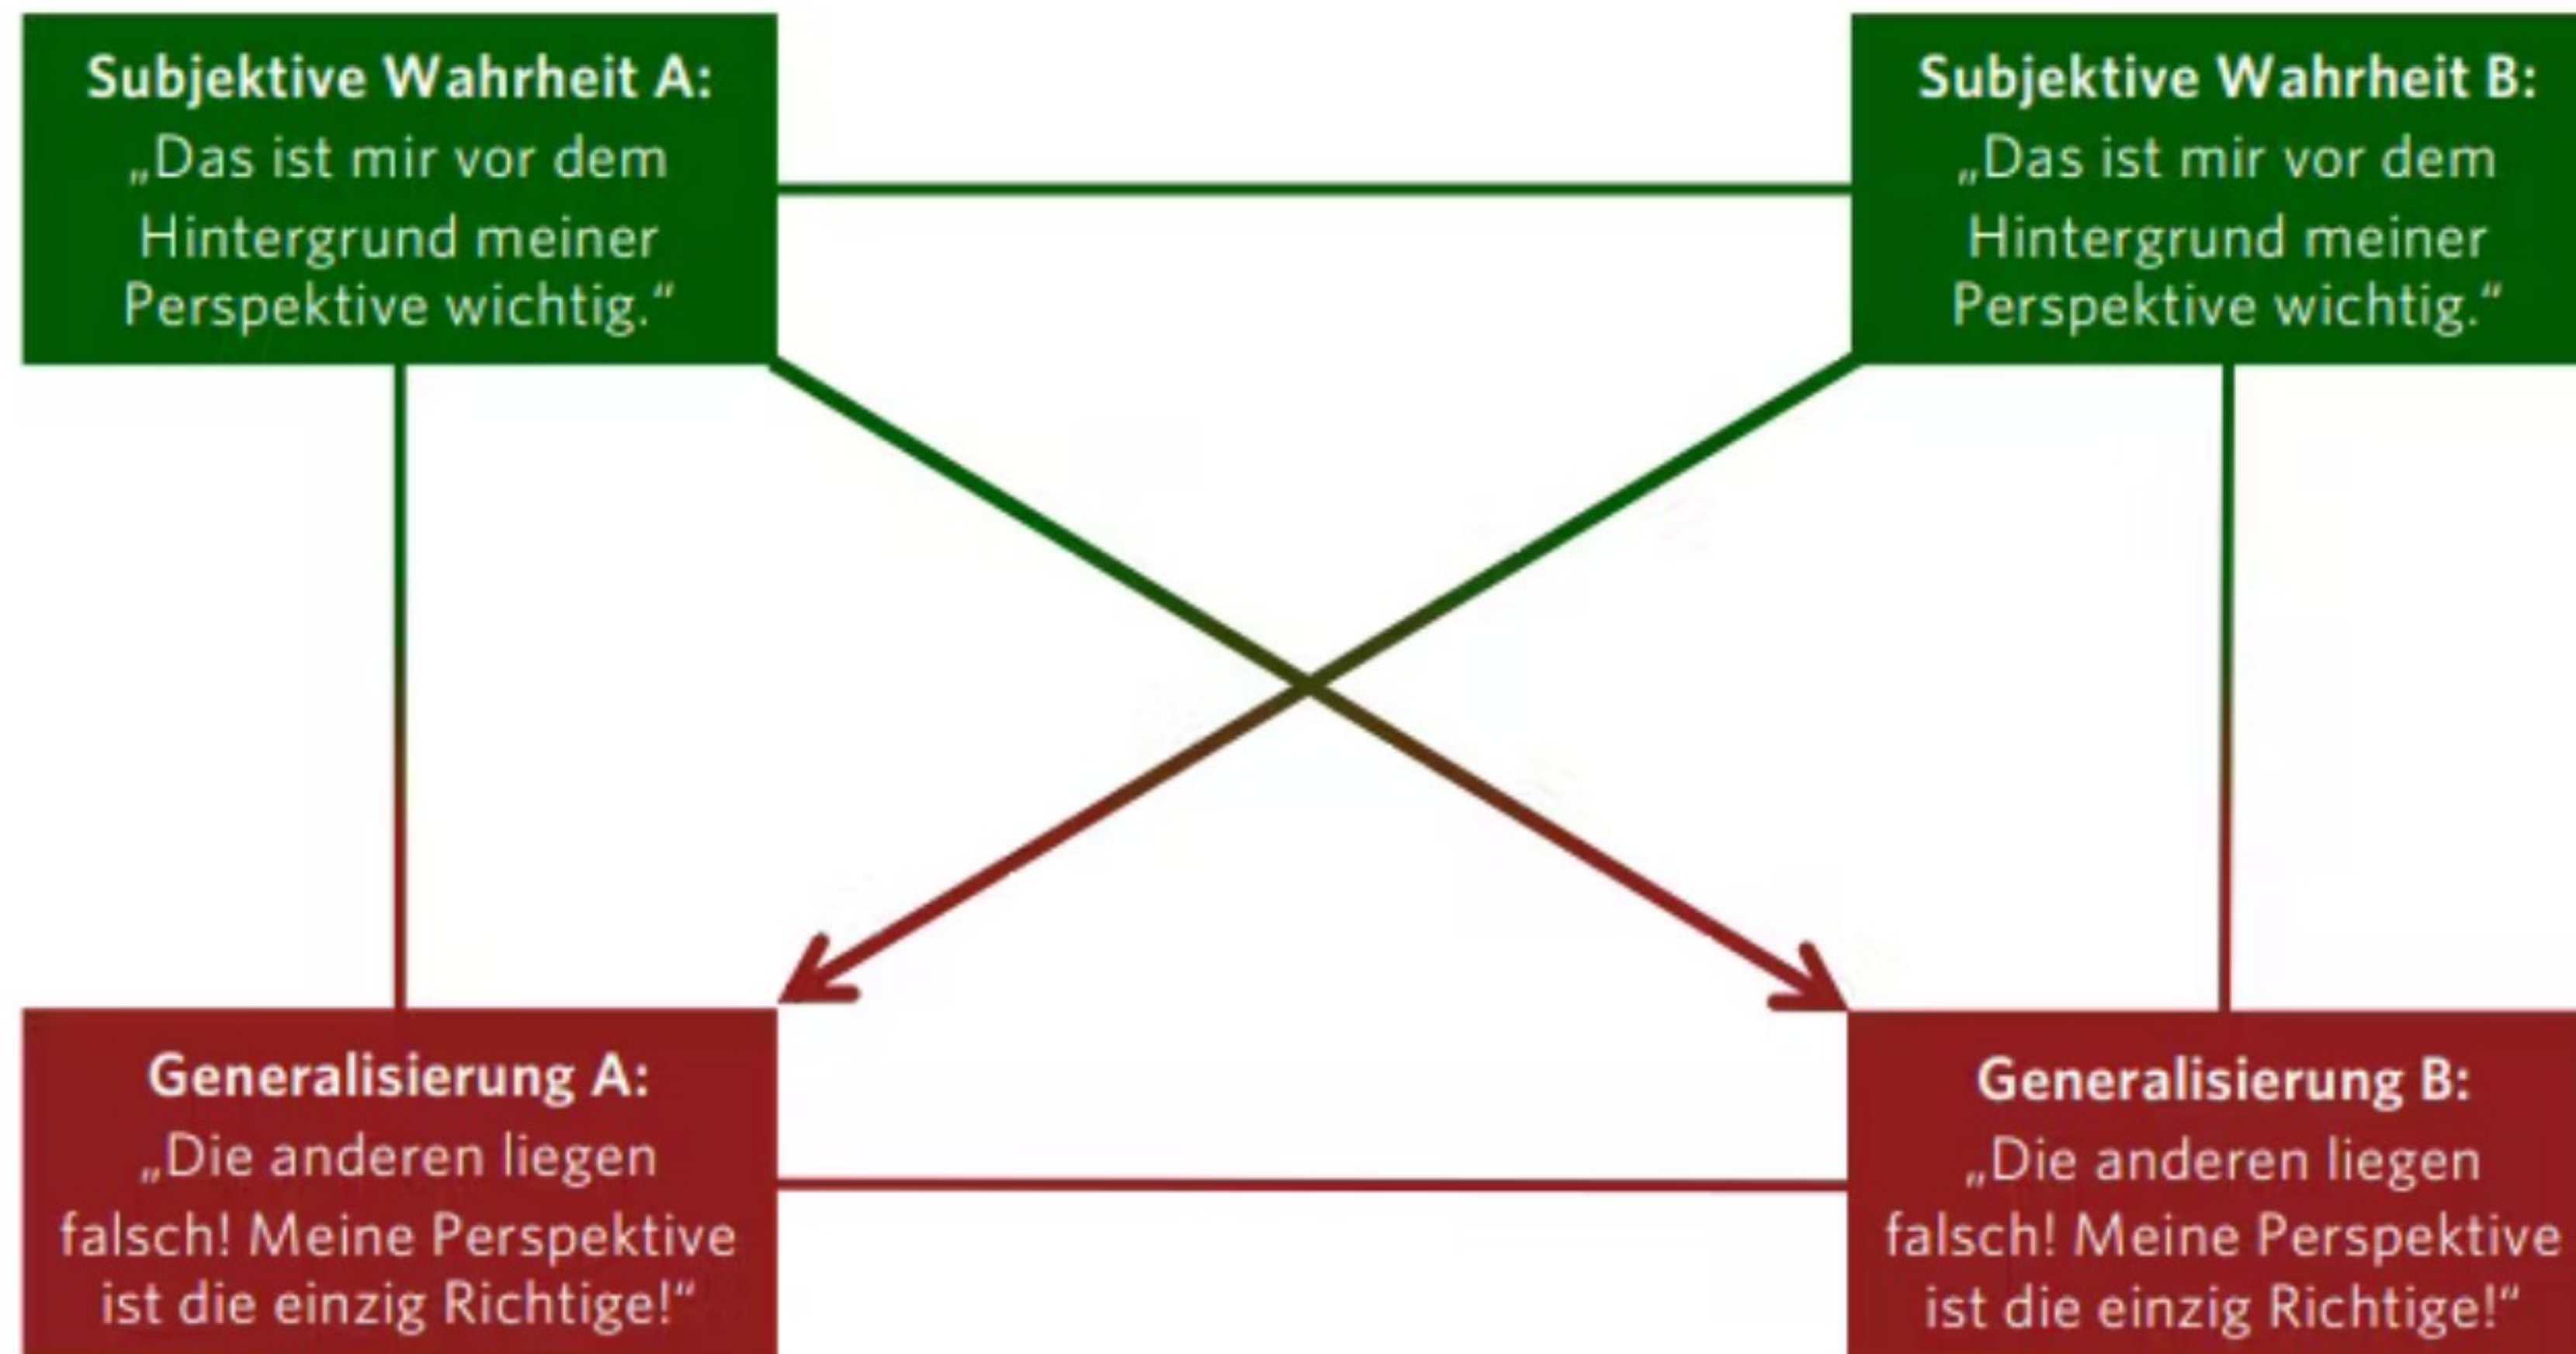 Subjektive Wahrheit A:
„Das ist mir vor dem
Hintergrund meiner
Perspektive wichtig.“
Subjektive Wahrheit B:
„Das ist mir vor dem
Hintergrund meiner
Perspektive wichtig.“
Generalisierung A:
„Die anderen liegen
falsch! Meine Perspektive
ist die einzig Richtige!“
Generalisierung B:
„Die anderen liegen
falsch! Meine Perspektive
ist die einzig Richtige!“